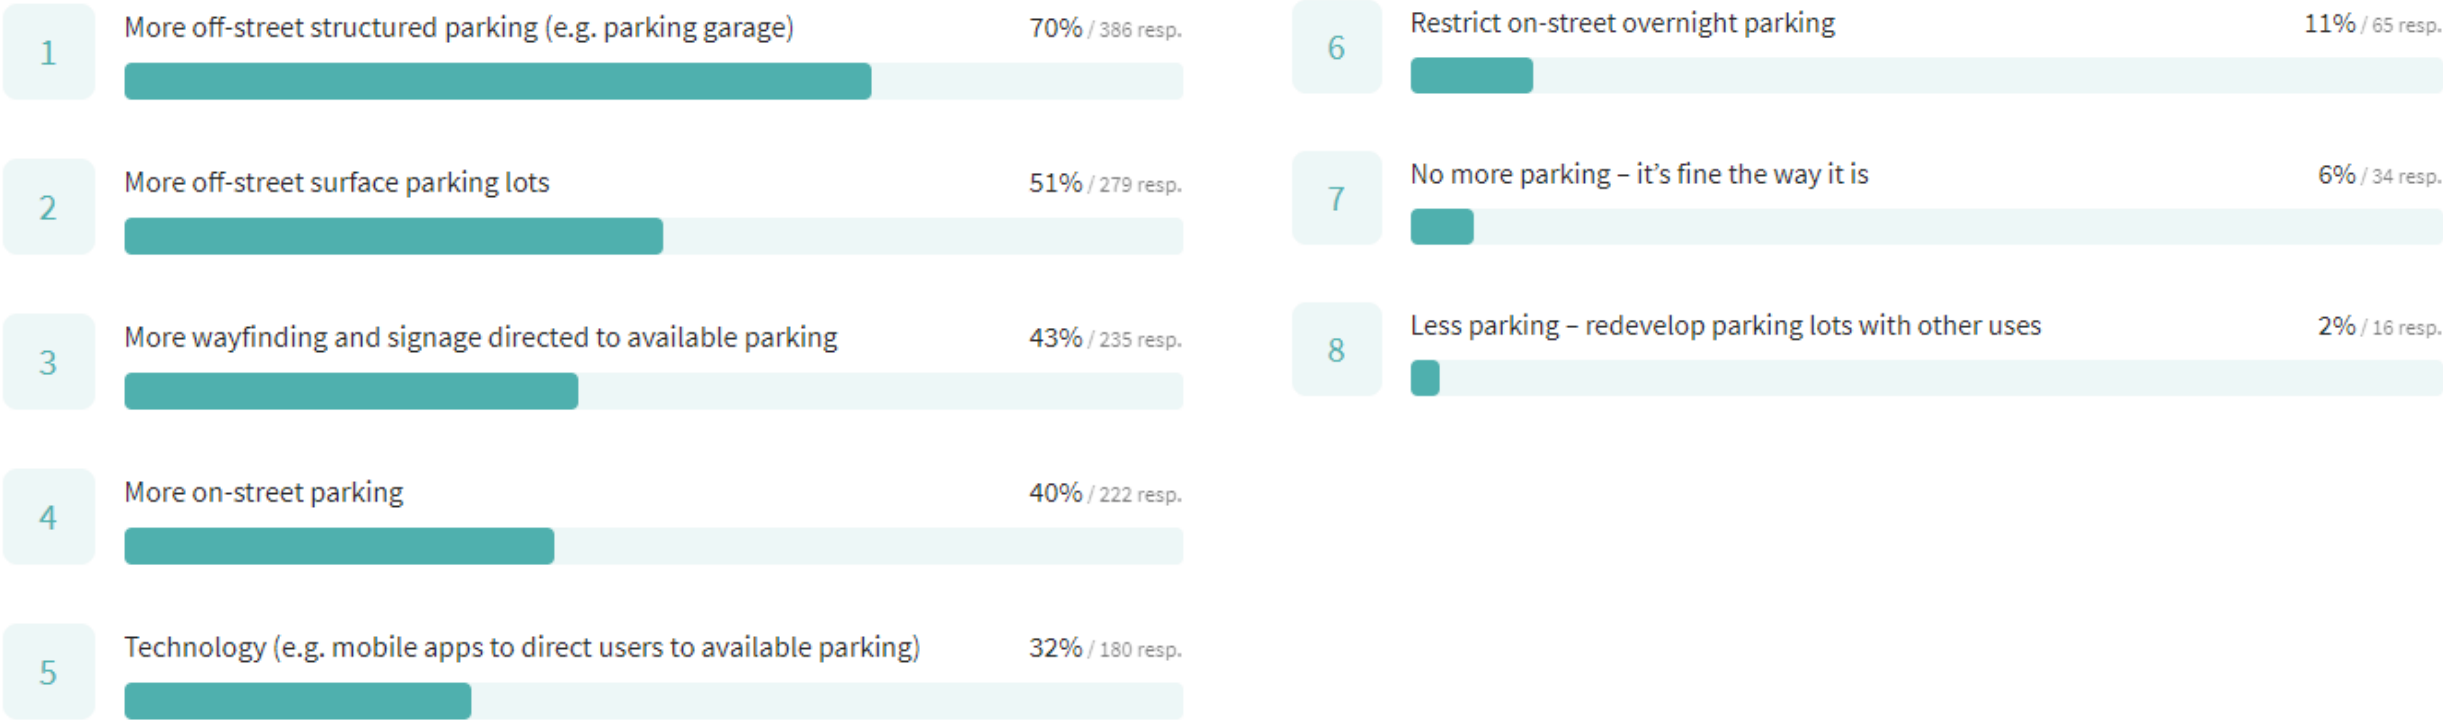 1
More off-street structured parking (e.g. parking garage)
70% / 386 resp.
2
More off-street surface parking lots
51% / 279 resp.
3
More wayfinding and signage directed to available parking
43% / 235 resp.
4
More on-street parking
40% / 222 resp.
5
Technology (e.g. mobile apps to direct users to available parking)
32% / 180 resp.
6
Restrict on-street overnight parking
11% / 65 resp.
7
No more parking – it’s fine the way it is
6% / 34 resp.
8
Less parking – redevelop parking lots with other uses
2% / 16 resp.